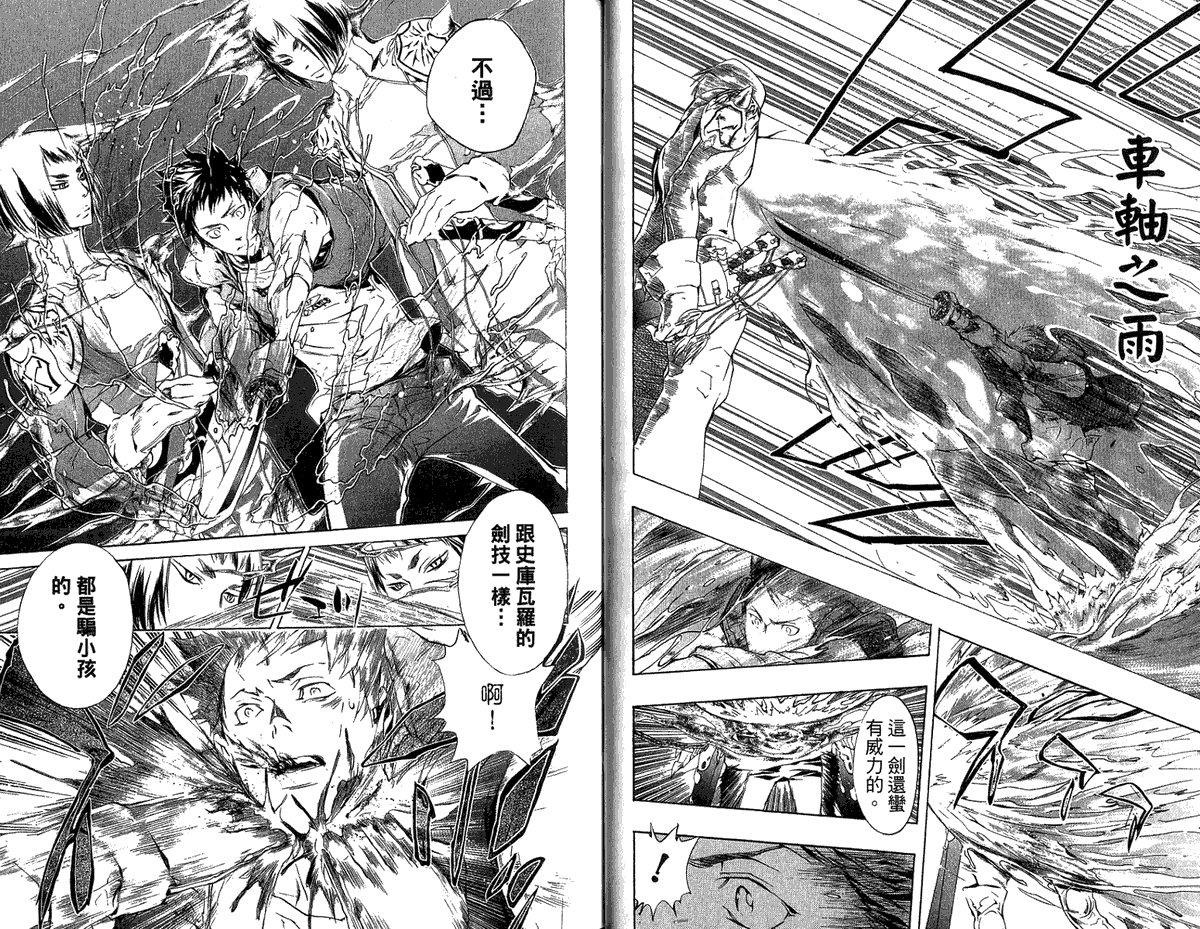 車軸之雨
這一劍還蠻
有威力的。
！
不過…
跟史庫瓦羅的
劍技一樣…
啊！
都是騙小孩
的。